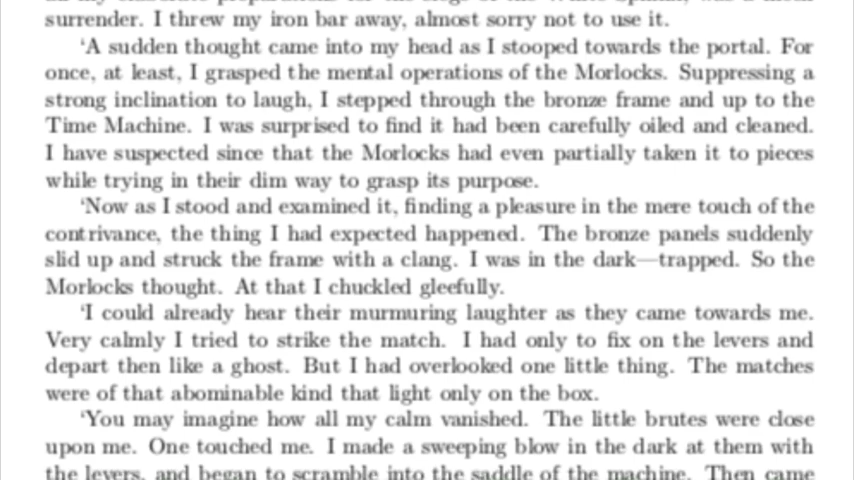 surrender. I threw my iron bar away, almost sorry not to use it.
‘A sudden thought came into my head as I stooped towards the portal. For
once, at least, I grasped the mental operations of the Morlocks. Suppressing a
strong inclination to laugh, I stepped through the bronze frame and up to the
Time Machine. I was surprised to find it had been carefully oiled and cleaned.
I have suspected since that the Morlocks had even partially taken it to pieces
while trying in their dim way to grasp its purpose.
‘Now as I stood and examined it, finding a pleasure in the mere touch of the
contrivance, the thing I had expected happened. The bronze panels suddenly
slid up and struck the frame with a clang. I was in the dark—trapped. So the
Morlocks thought. At that I chuckled gleefully.
‘I could already hear their murmuring laughter as they came towards me.
Very calmly I tried to strike the match. I had only to fix on the levers and
depart then like a ghost. But I had overlooked one little thing. The matches
were of that abominable kind that light only on the box.
‘You may imagine how all my calm vanished. The little brutes were close
upon me. One touched me. I made a sweeping blow in the dark at them with
the levers, and began to scramble into the saddle of the machine. Then came